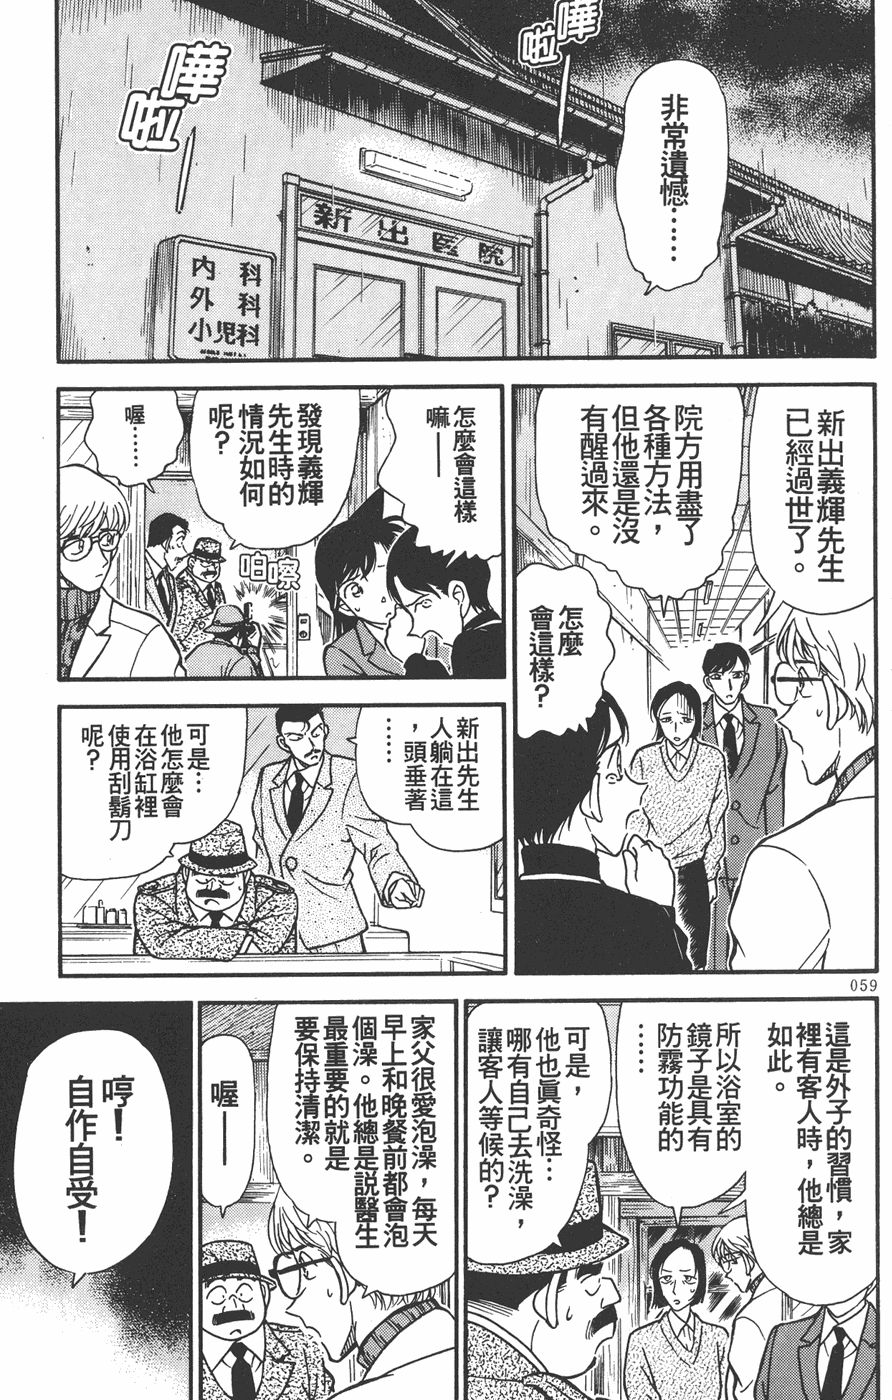 嘩
啦
嘩
啦
非常遺憾……
新出医院
内科
外科
小児科
新出義輝先生
已經過世了。
院方用盡了
各種方法，
但他還是沒
有醒過來。
怎麼
會這樣？
怎麼會這樣
嘛——
發現義輝
先生時的
情況如何
呢？
喔……
咱嚓
新出先生
人躺在這
，頭垂著
……
可是…
他怎麼會
在浴缸裡
使用刮鬍刀
呢？
059
這是外子的習慣，家
裡有客人時，他總是
如此。
所以浴室的
鏡子是具有
防霧功能的
……
可是，
他也眞奇怪…
哪有自己去洗澡，
讓客人等候的？
家父很愛泡澡，每天
早上和晚餐前都會泡
個澡。他總是說醫生
最重要的就是
要保持清潔。
喔——
哼！
自作自受！